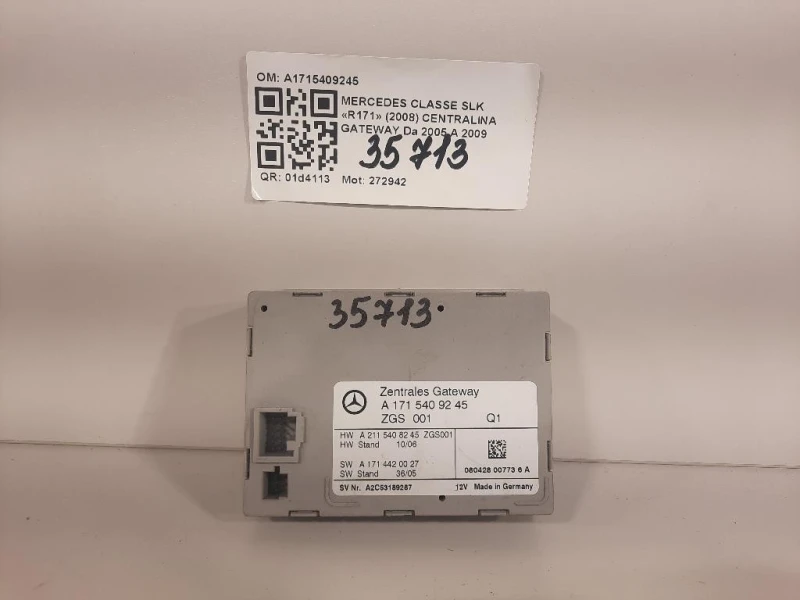 OM: A1715409245
MERCEDES CLASSE SLK
«R171» (2008) CENTRALINA
GATEWAY Da 2005 A 2009
35713
QR: 01d4113 Mot: 272942
35713
Zentrales Gateway
A 171 540 92 45
ZGS 001 Q1
HW A 211 540 82 45 ZGS001
HW Stand 10/06
SW A 171 442 00 27
SW Stand 36/05
080428 00773 6 A
SV Nr. A2C53189287 12V Made in Germany